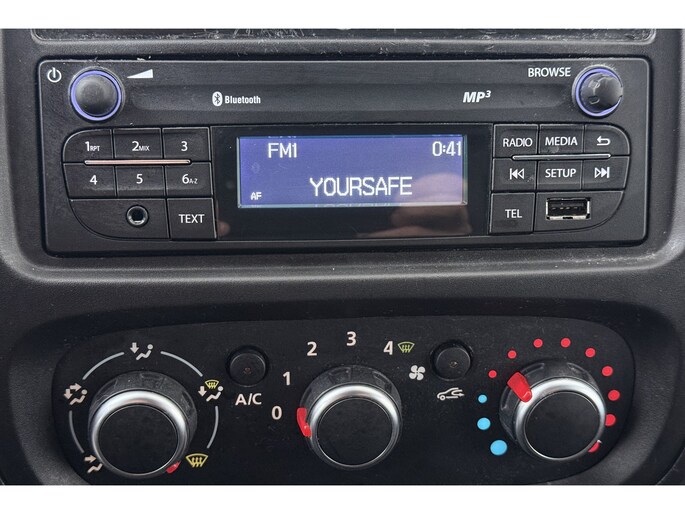 BROWSE
Bluetooth
MP3
1RPT 2MIX 3
FM1 0:41
RADIO MEDIA
4 5 6A-Z
YOURSAFE
SETUP
AF
TEXT
TEL
0 1 2 3 4
A/C